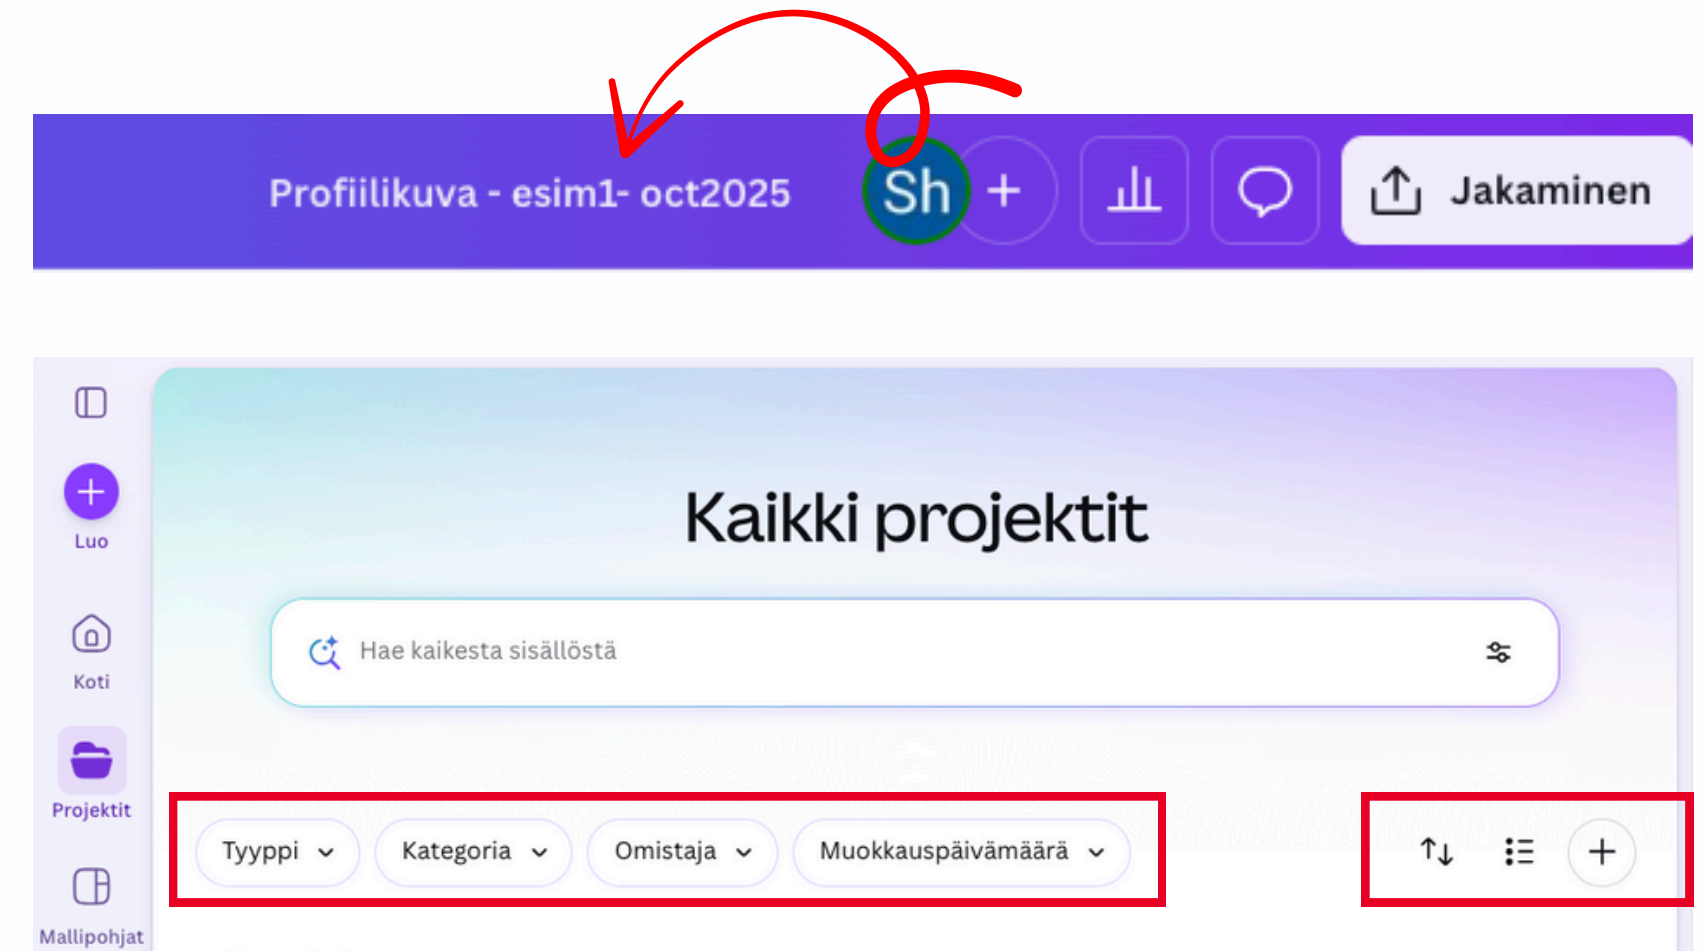 Profiilikuva - esim1- oct2025
Sh
Jakaminen
Kaikki projektit
Luo
Hae kaikesta sisällöstä
Koti
Projektit
Tyyppi
Kategoria
Omistaja
Muokkauspäivämäärä
Mallipohjat